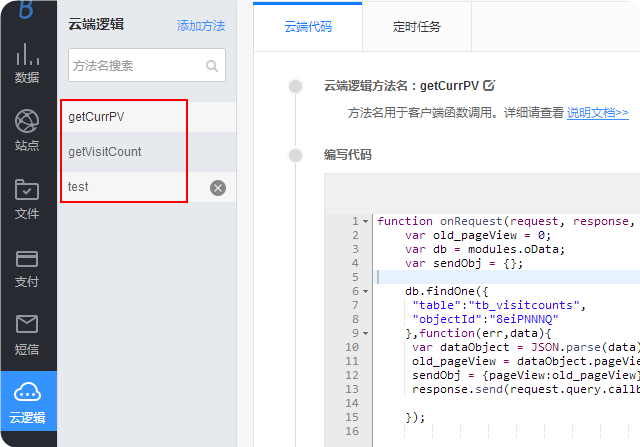 B
数据
站点
文件
支付
短信
云逻辑
云端逻辑 添加方法
方法名搜索
getCurrPV
getVisitCount
test
云端代码 定时任务
云端逻辑方法名：getCurrPV
方法名用于客户端函数调用。详细请查看 说明文档>>
编写代码
1 function onRequest(request, response,
2 var old_pageView = 0;
3 var db = modules.oData;
4 var sendObj = {};
5
6 db.findOne({
7 "table":"tb_visitcounts",
8 "objectId":"8eiPNNNQ"
9 },function(err,data){
10 var dataObject = JSON.parse(data)
11 old_pageView = dataObject.pageVie
12 sendObj = {pageView:old_pageView}
13 response.send(request.query.callb
14
15 });
16